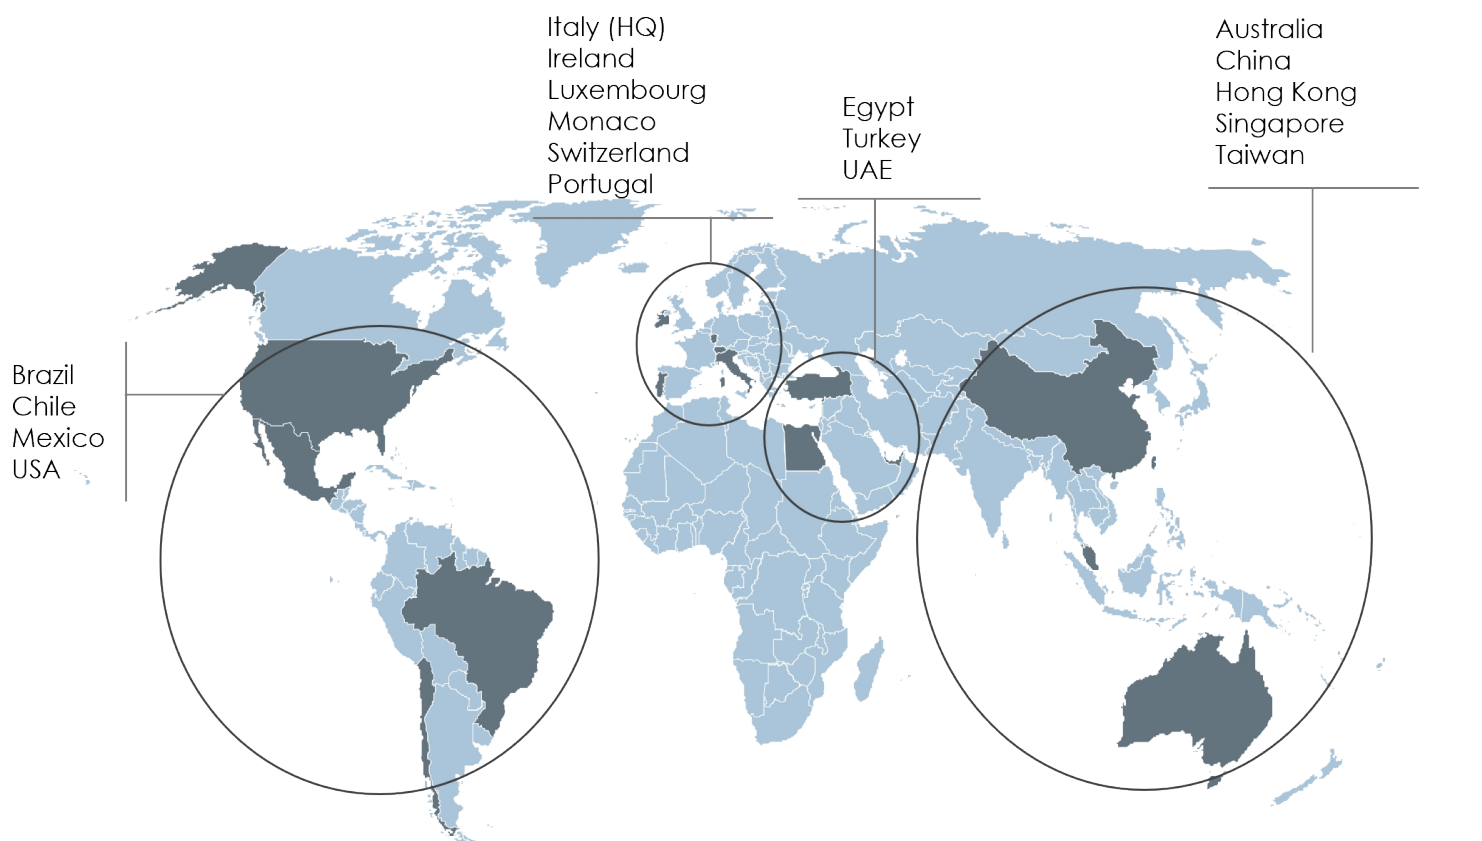 Italy (HQ)
Ireland
Luxembourg
Monaco
Switzerland
Portugal
Egypt
Turkey
UAE
Australia
China
Hong Kong
Singapore
Taiwan
Brazil
Chile
Mexico
USA